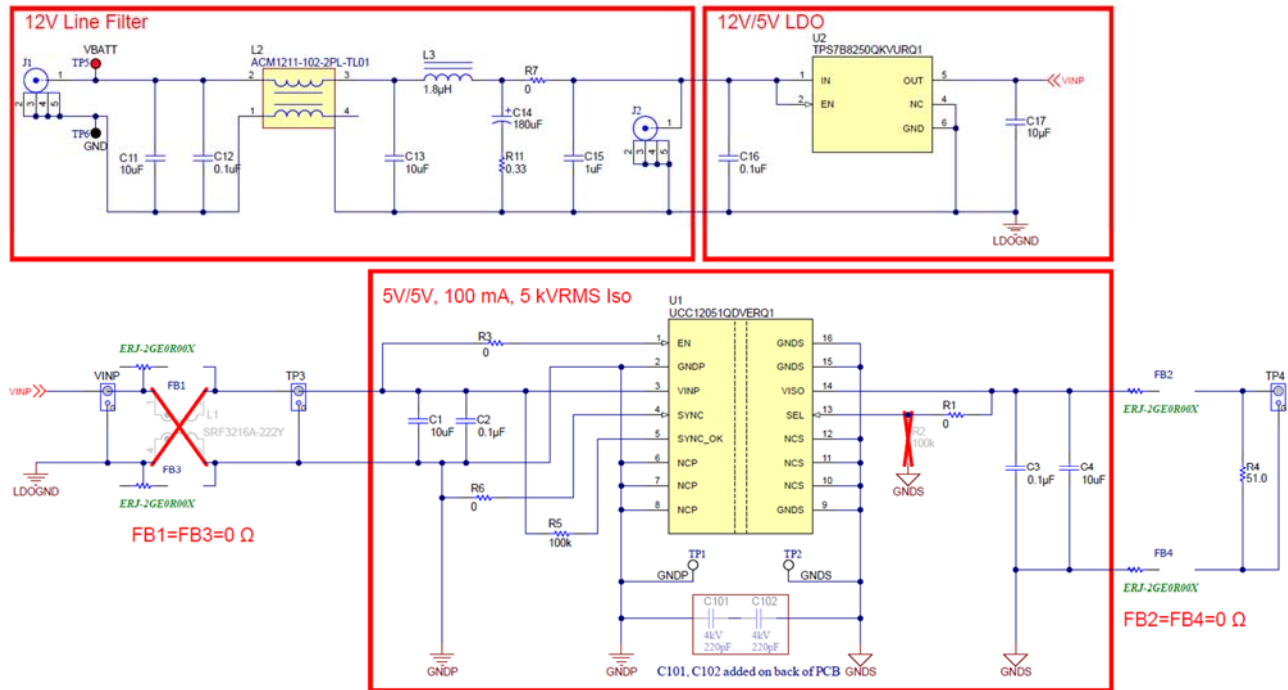 12V Line Filter
12V/5V LDO
J1
1
2
3
4
5
VBATT
TP5
TP6
GND
C11
10uF
C12
0.1uF
L2
ACM1211-102-2PL-TL01
2
3
1
4
C13
10uF
L3
1.8µH
C14
180uF
+
R11
0.33
R7
0
C15
1uF
J2
1
2
3
4
5
C16
0.1uF
U2
TPS7B8250QKVURQ1
1
IN
OUT
5
2
EN
NC
4
GND
6
VINP
C17
10µF
LDOGND
5V/5V, 100 mA, 5 kVRMS Iso
VINP
VINP
G
ERJ-2GE0R00X
FB1
1
L1
SRF3216A-222Y
4
FB3
ERJ-2GE0R00X
LDOGND
FB1=FB3=0 Ω
TP3
G
R3
0
C1
10uF
C2
0.1µF
R6
0
R5
100k
U1
UCC12051QDVERQ1
1
EN
GNDS
16
2
GNDP
GNDS
15
3
VINP
VISO
14
4
SYNC
SEL
13
5
SYNC_OK
NCS
12
6
NCP
NCS
11
7
NCP
NCS
10
8
NCP
GNDS
9
TP1
GNDP
TP2
GNDS
C101
C102
4kV
220pF
4kV
220pF
C101, C102 added on back of PCB
GNDP
GNDP
GNDS
R1
0
R2
100k
GNDS
C3
0.1µF
C4
10uF
GNDS
FB2
ERJ-2GE0R00X
TP4
G
R4
51.0
FB4
ERJ-2GE0R00X
FB2=FB4=0 Ω